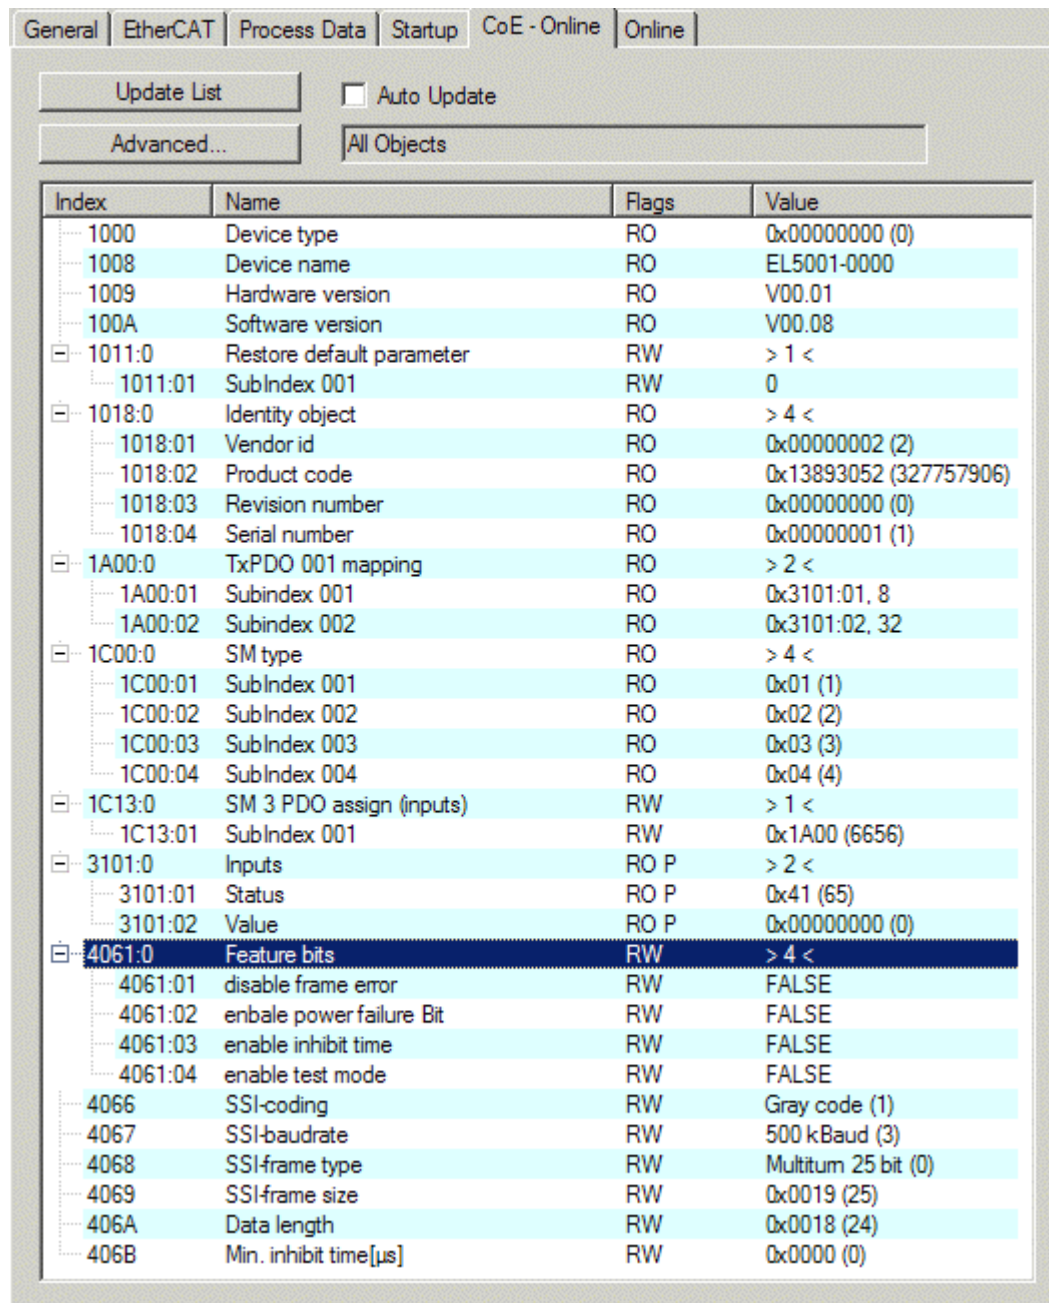 General EtherCAT Process Data Startup CoE - Online Online
Update List Auto Update
Advanced... All Objects
Index Name Flags Value
1000 Device type RO 0x00000000 (0)
1008 Device name RO EL5001-0000
1009 Hardware version RO V00.01
100A Software version RO V00.08
1011:0 Restore default parameter RW > 1 <
1011:01 SubIndex 001 RW 0
1018:0 Identity object RO > 4 <
1018:01 Vendor id RO 0x00000002 (2)
1018:02 Product code RO 0x13893052 (327757906)
1018:03 Revision number RO 0x00000000 (0)
1018:04 Serial number RO 0x00000001 (1)
1A00:0 TxPDO 001 mapping RO > 2 <
1A00:01 Subindex 001 RO 0x3101:01, 8
1A00:02 Subindex 002 RO 0x3101:02, 32
1C00:0 SM type RO > 4 <
1C00:01 SubIndex 001 RO 0x01 (1)
1C00:02 SubIndex 002 RO 0x02 (2)
1C00:03 SubIndex 003 RO 0x03 (3)
1C00:04 SubIndex 004 RO 0x04 (4)
1C13:0 SM 3 PDO assign (inputs) RW > 1 <
1C13:01 SubIndex 001 RW 0x1A00 (6656)
3101:0 Inputs RO P > 2 <
3101:01 Status RO P 0x41 (65)
3101:02 Value RO P 0x00000000 (0)
4061:0 Feature bits RW > 4 <
4061:01 disable frame error RW FALSE
4061:02 enbale power failure Bit RW FALSE
4061:03 enable inhibit time RW FALSE
4061:04 enable test mode RW FALSE
4066 SSI-coding RW Gray code (1)
4067 SSI-baudrate RW 500 kBaud (3)
4068 SSI-frame type RW Multiturn 25 bit (0)
4069 SSI-frame size RW 0x0019 (25)
406A Data length RW 0x0018 (24)
406B Min. inhibit time[µs] RW 0x0000 (0)